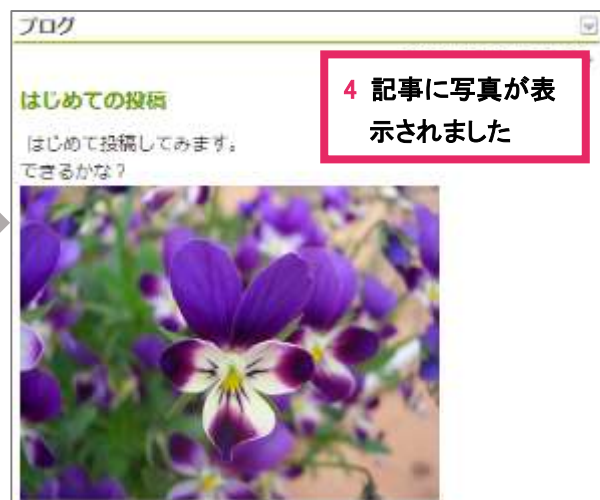 ブログ
4 記事に写真が表
示されました
はじめての投稿
はじめて投稿してみます。
できるかな？